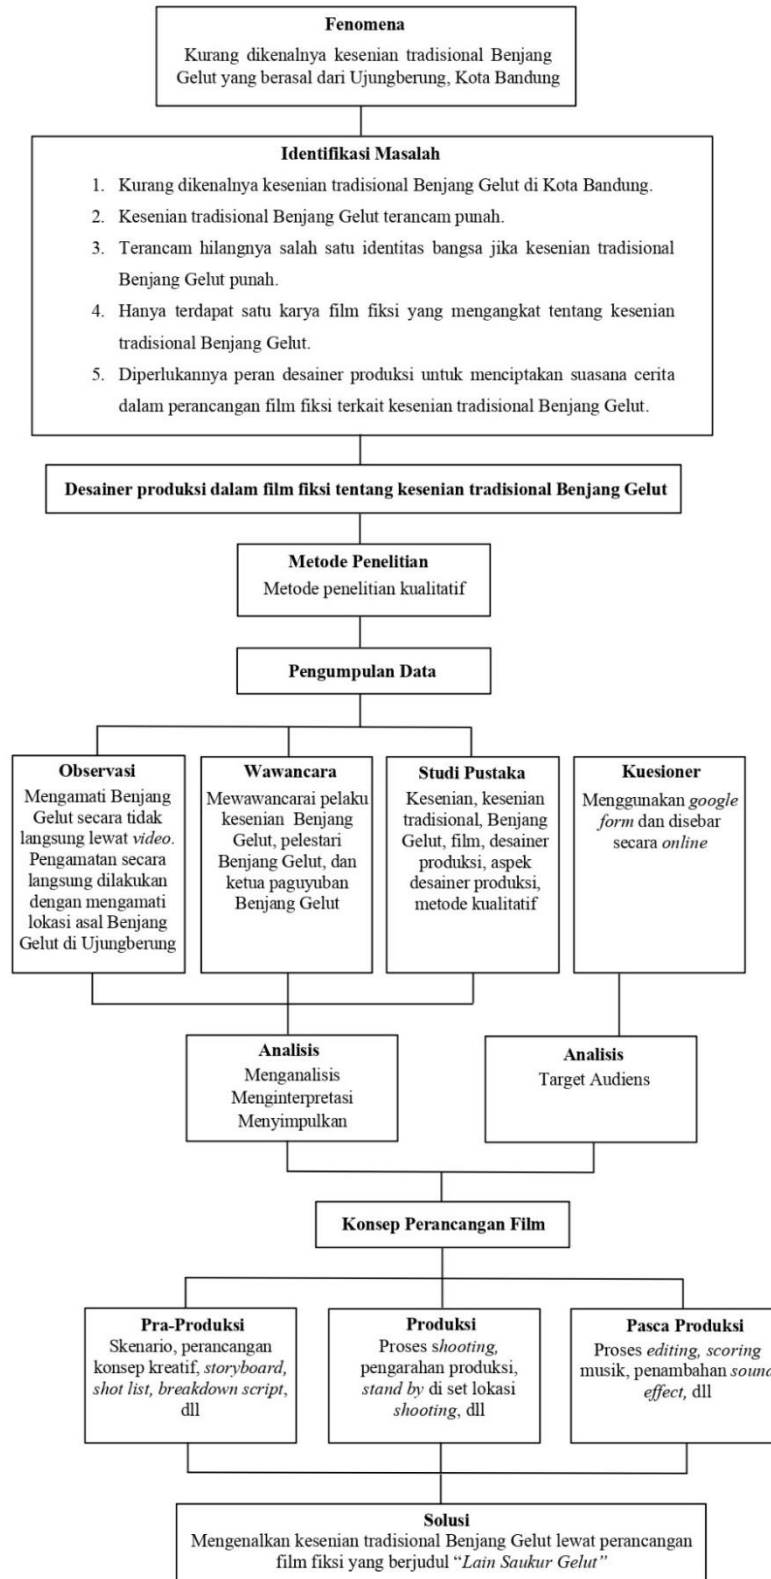 Fenomena
Kurang dikenalnya kesenian tradisional Benjang
Gelut yang berasal dari Ujungberung, Kota Bandung
Identifikasi Masalah
1. Kurang dikenalnya kesenian tradisional Benjang Gelut di Kota Bandung.
2. Kesenian tradisional Benjang Gelut terancam punah.
3. Terancam hilangnya salah satu identitas bangsa jika kesenian tradisional
Benjang Gelut punah.
4. Hanya terdapat satu karya film fiksi yang mengangkat tentang kesenian
tradisional Benjang Gelut.
5. Diperlukannya peran desainer produksi untuk menciptakan suasana cerita
dalam perancangan film fiksi terkait kesenian tradisional Benjang Gelut.
Desainer produksi dalam film fiksi tentang kesenian tradisional Benjang Gelut
Metode Penelitian
Metode penelitian kualitatif
Pengumpulan Data
Observasi
Mengamati Benjang
Gelut secara tidak
langsung lewat video.
Pengamatan secara
langsung dilakukan
dengan mengamati
lokasi asal Benjang
Gelut di Ujungberung
Wawancara
Mewawancarai pelaku
kesenian Benjang
Gelut, pelestari
Benjang Gelut, dan
ketua paguyuban
Benjang Gelut
Studi Pustaka
Kesenian, kesenian
tradisional, Benjang
Gelut, film, desainer
produksi, aspek
desainer produksi,
metode kualitatif
Kuesioner
Menggunakan google
form dan disebar
secara online
Analisis
Menganalisis
Menginterpretasi
Menyimpulkan
Analisis
Target Audiens
Konsep Perancangan Film
Pra-Produksi
Skenario, perancangan
konsep kreatif, storyboard,
shot list, breakdown script,
dll
Produksi
Proses shooting,
pengarahan produksi,
stand by di set lokasi
shooting, dll
Pasca Produksi
Proses editing, scoring
musik, penambahan sound
effect, dll
Solusi
Mengenalkan kesenian tradisional Benjang Gelut lewat perancangan
film fiksi yang berjudul “Lain Saukur Gelut”